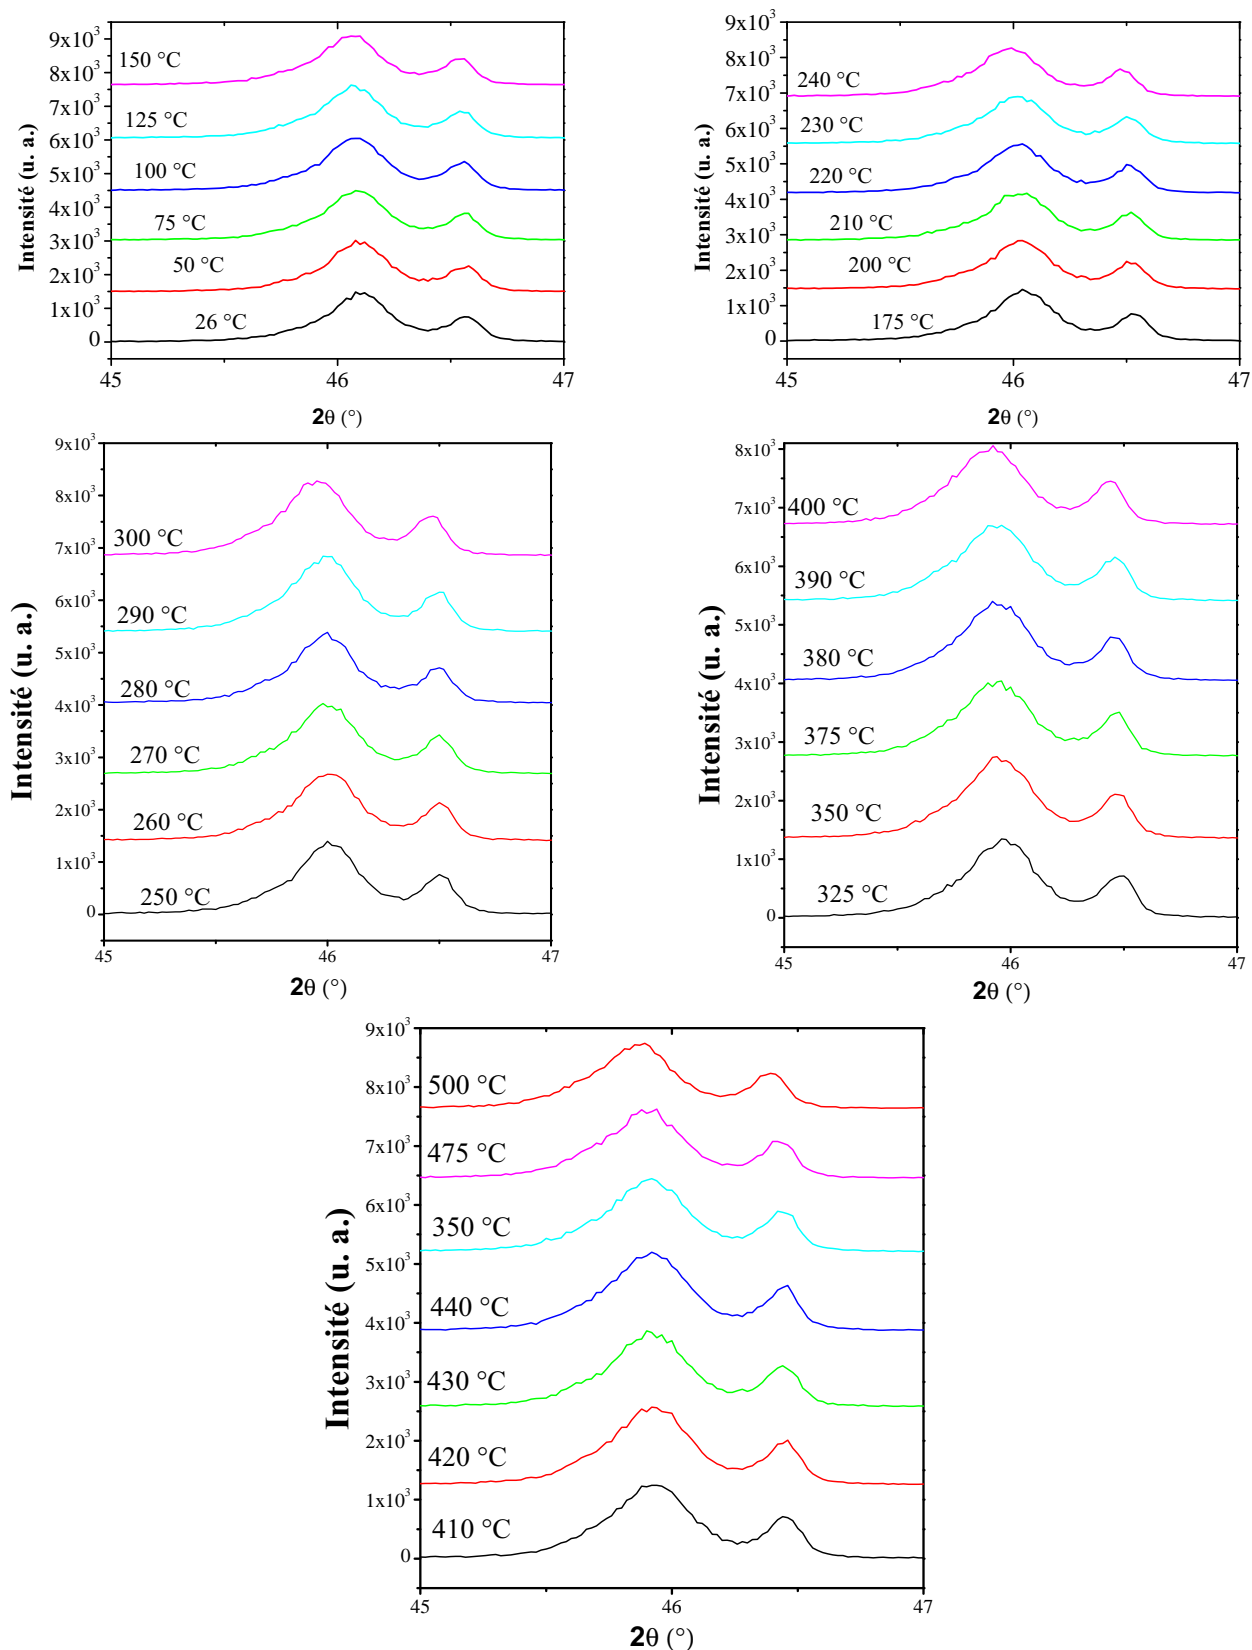 9x10³
8x10³
7x10³
6x10³
5x10³
4x10³
3x10³
2x10³
1x10³
0
150 °C
125 °C
100 °C
75 °C
50 °C
26 °C
45
46
47
Intensité (u. a.)
2θ (°)
9x10³
8x10³
7x10³
6x10³
5x10³
4x10³
3x10³
2x10³
1x10³
0
240 °C
230 °C
220 °C
210 °C
200 °C
175 °C
45
46
47
Intensité (u. a.)
2θ (°)
9x10³
8x10³
7x10³
6x10³
5x10³
4x10³
3x10³
2x10³
1x10³
0
300 °C
290 °C
280 °C
270 °C
260 °C
250 °C
45
46
47
Intensité (u. a.)
2θ (°)
8x10³
7x10³
6x10³
5x10³
4x10³
3x10³
2x10³
1x10³
0
400 °C
390 °C
380 °C
375 °C
350 °C
325 °C
45
46
47
Intensité (u. a.)
2θ (°)
9x10³
8x10³
7x10³
6x10³
5x10³
4x10³
3x10³
2x10³
1x10³
0
500 °C
475 °C
350 °C
440 °C
430 °C
420 °C
410 °C
45
46
47
Intensité (u. a.)
2θ (°)